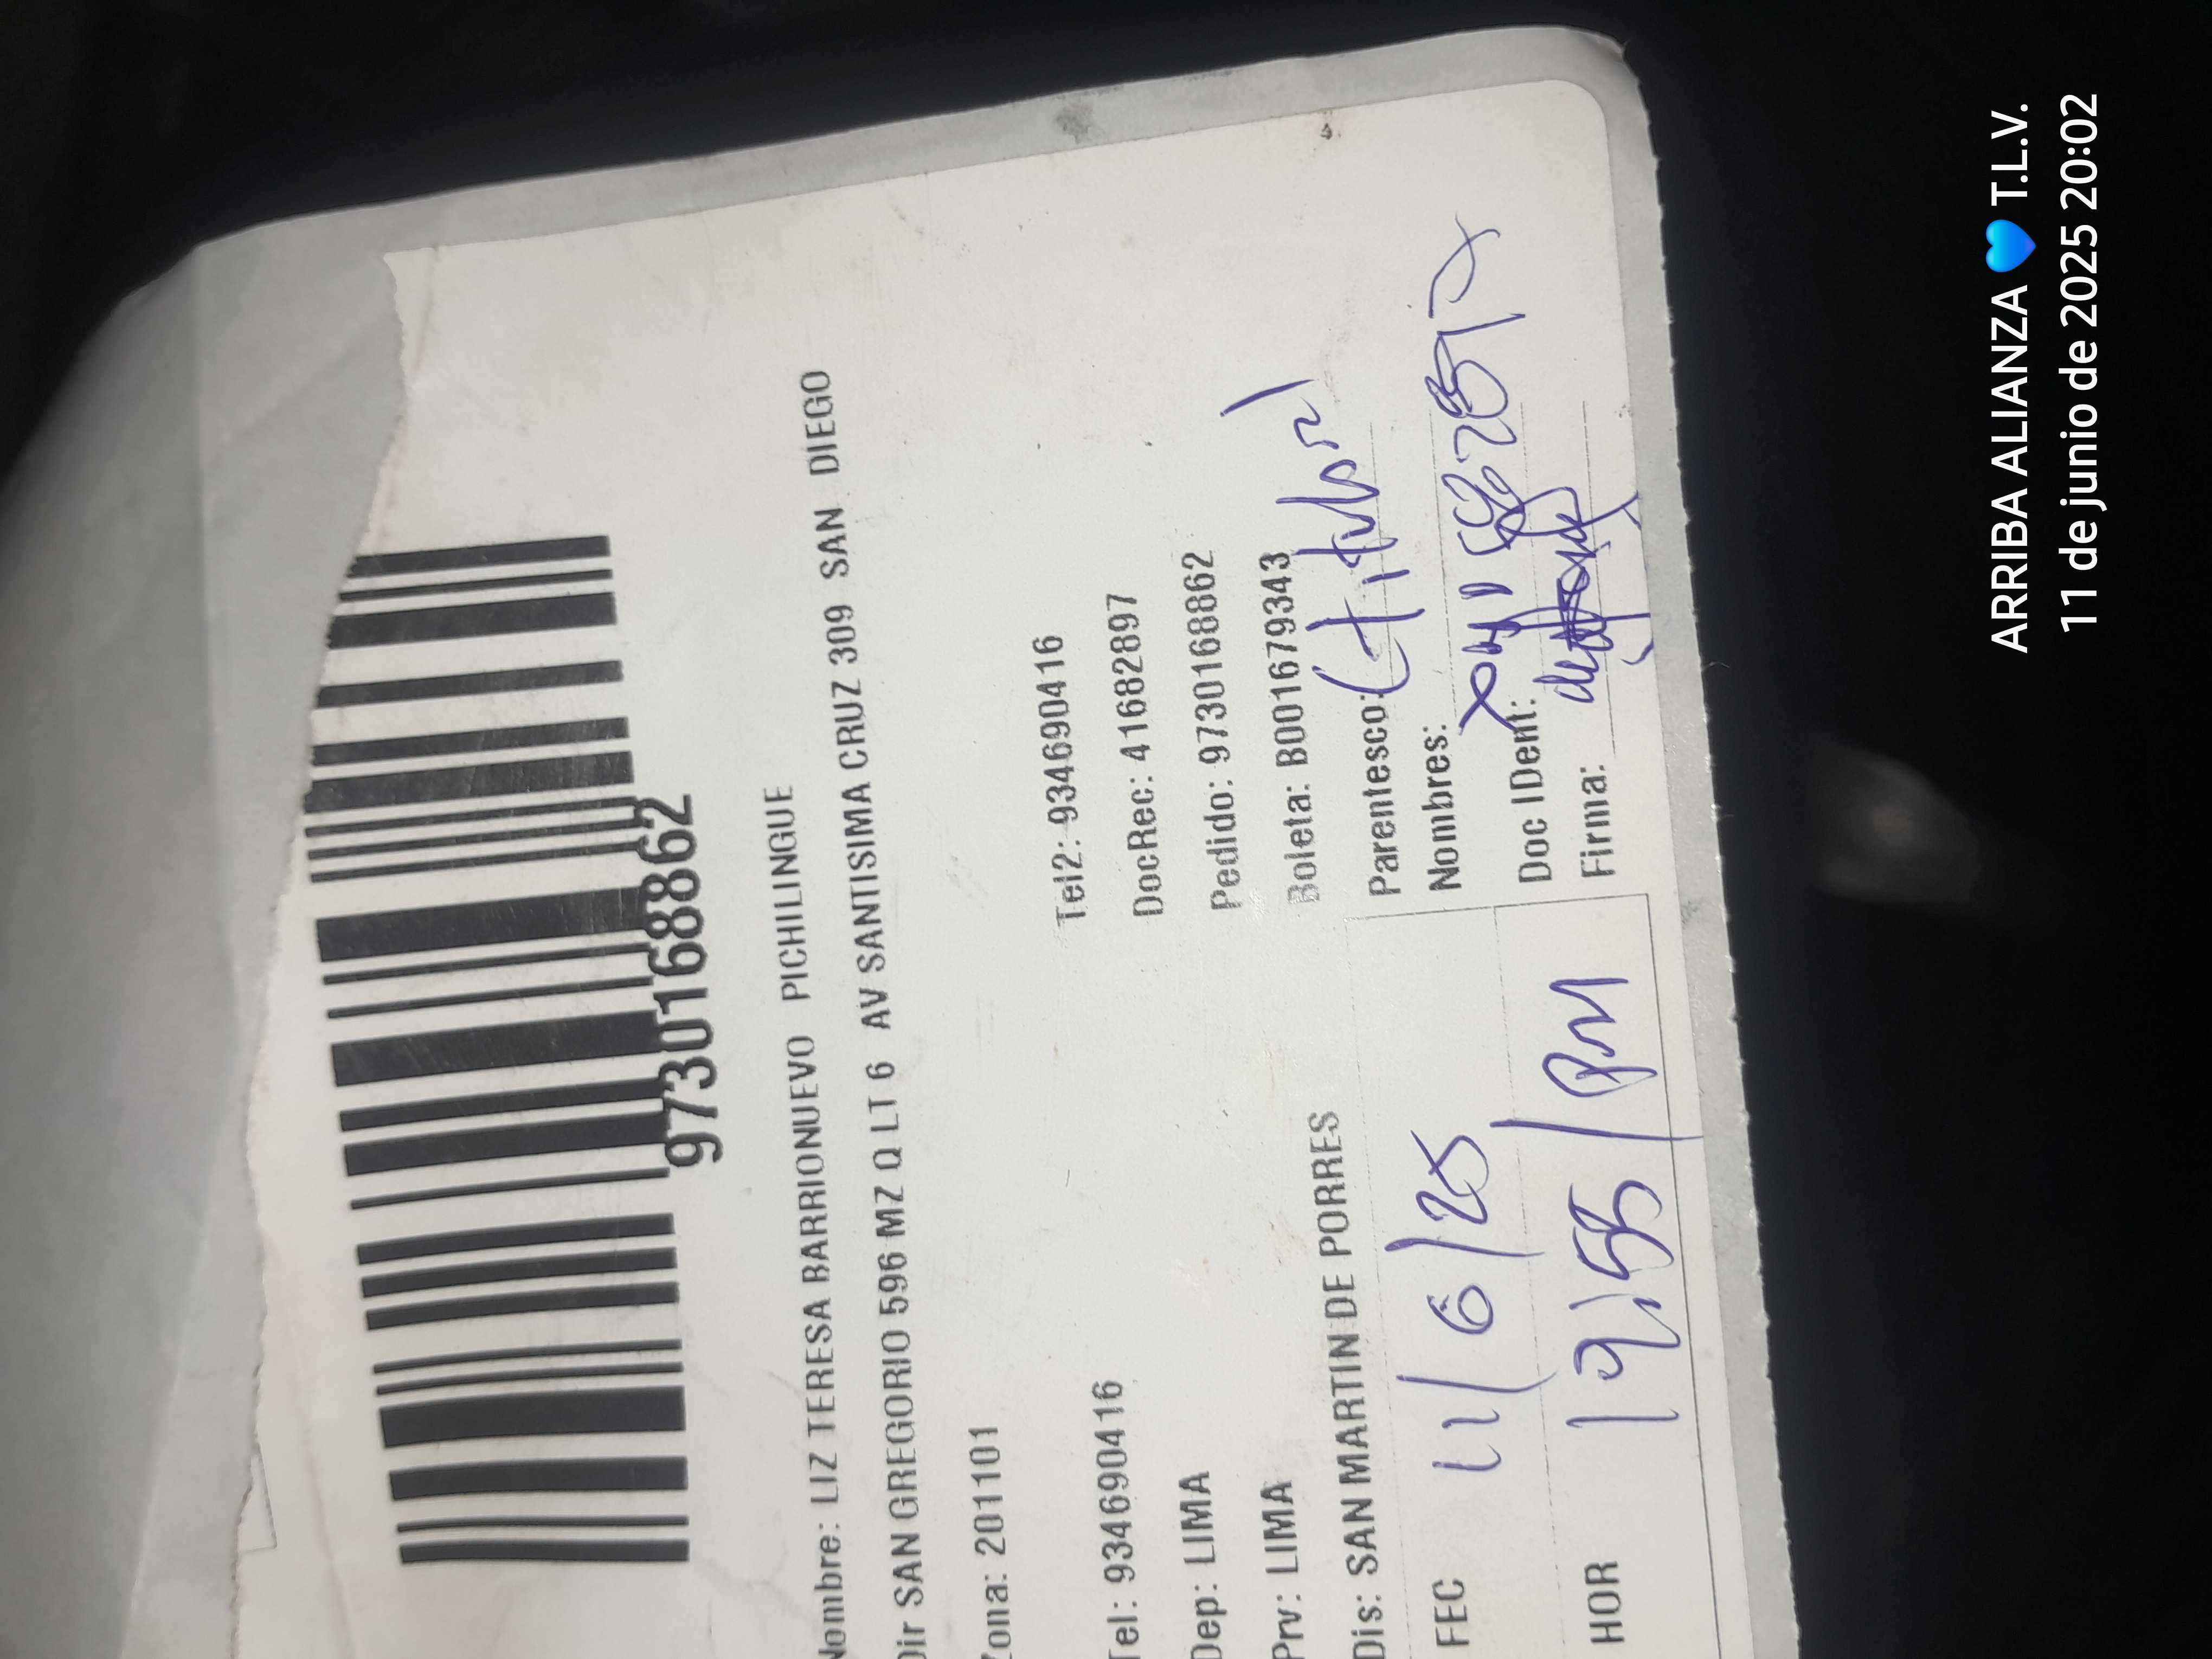 9730168862
Nombre: LIZ TERESA BARRIONUEVO PICHILINGUE
Dir SAN GREGORIO 596 MZ Q LT 6 AV SANTISIMA CRUZ 309 SAN DIEGO
Zona: 201101
Tel: 934690416 Tel2: 934690416
Dep: LIMA DocRec: 41682897
Prv: LIMA Pedido: 9730168862
Dis: SAN MARTIN DE PORRES Boleta: B001679343
Parentesco: (titular)
FEC 11/6/25 Nombres:
Doc IDent:
HOR 19:55/PM Firma:
ARRIBA ALIANZA 💙 T.L.V.
11 de junio de 2025 20:02